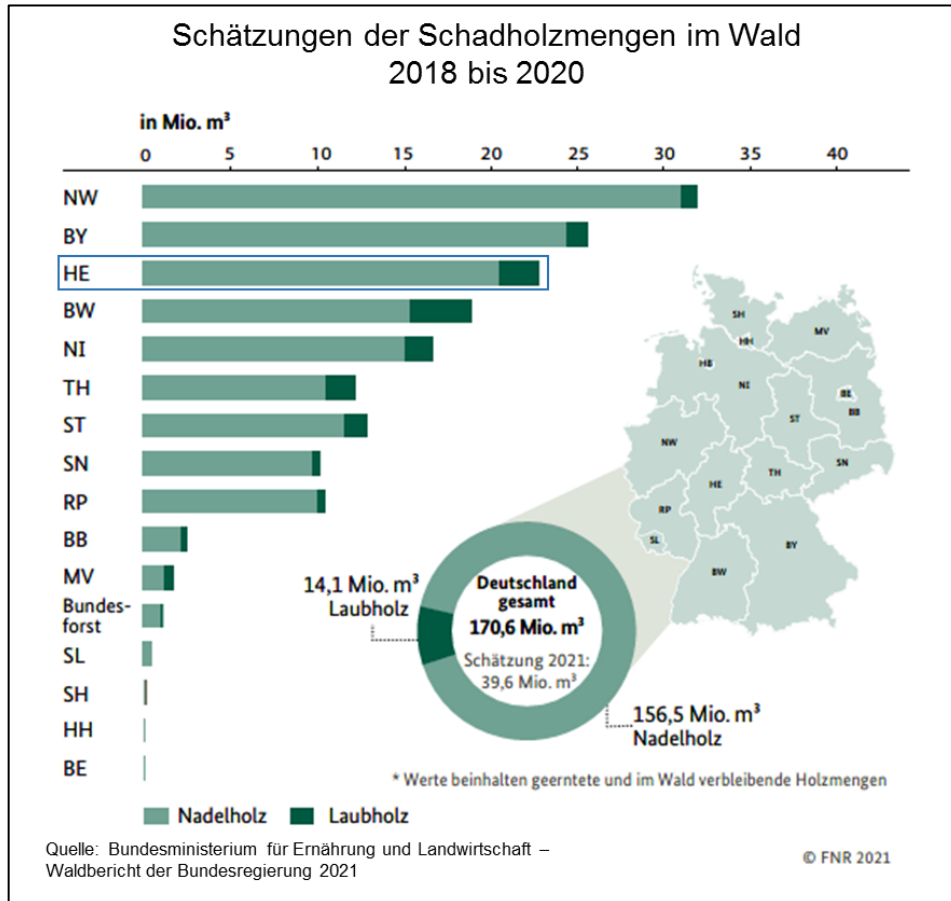 Schätzungen der Schadholzmengen im Wald
2018 bis 2020
in Mio. m³
0 5 10 15 20 25 30 35 40
NW
BY
HE
BW
NI
TH
ST
SN
RP
BB
MV
Bundes-
forst
SL
SH
HH
BE
SH
MV
HH
HB
NI
BE
BB
ST
NW
SN
TH
HE
RP
SL
BY
BW
14,1 Mio. m³
Laubholz
Deutschland
gesamt
170,6 Mio. m³
Schätzung 2021:
39,6 Mio. m³
156,5 Mio. m³
Nadelholz
* Werte beinhalten geerntete und im Wald verbleibende Holzmengen
Nadelholz Laubholz
Quelle: Bundesministerium für Ernährung und Landwirtschaft –
Waldbericht der Bundesregierung 2021
© FNR 2021